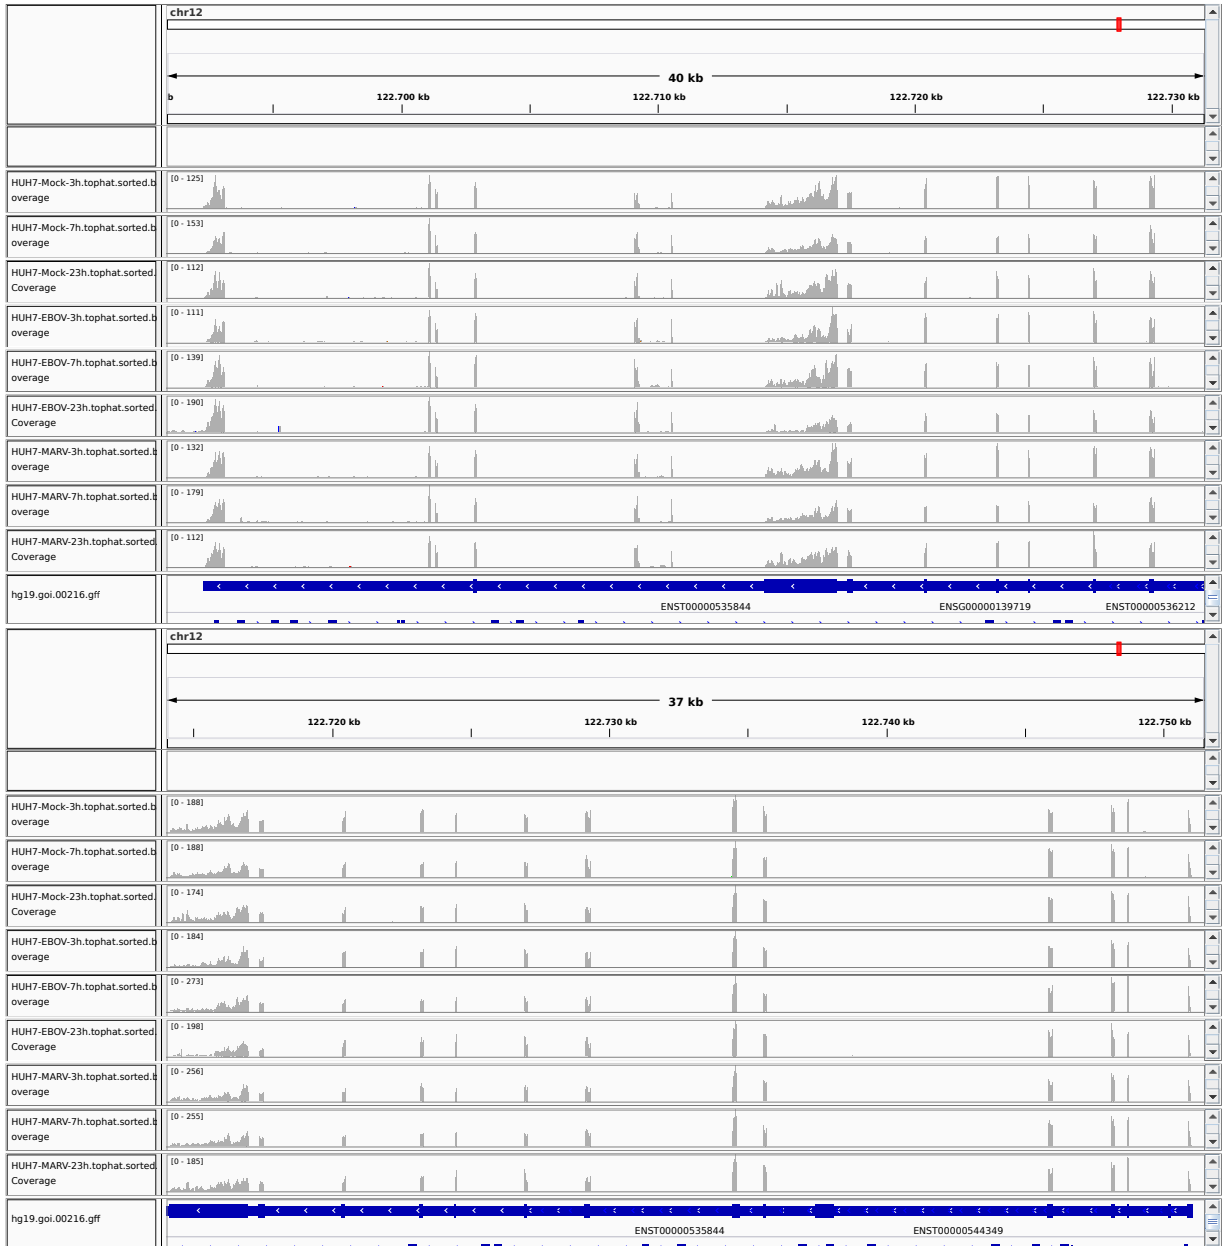 chr12
40 kb
b 122.700 kb 122.710 kb 122.720 kb 122.730 kb
HUH7-Mock-3h.tophat.sorted.b [0 - 125]
overage
HUH7-Mock-7h.tophat.sorted.b [0 - 153]
overage
HUH7-Mock-23h.tophat.sorted. [0 - 112]
Coverage
HUH7-EBOV-3h.tophat.sorted.b [0 - 111]
overage
HUH7-EBOV-7h.tophat.sorted.b [0 - 139]
overage
HUH7-EBOV-23h.tophat.sorted. [0 - 190]
Coverage
HUH7-MARV-3h.tophat.sorted.b [0 - 132]
overage
HUH7-MARV-7h.tophat.sorted.b [0 - 179]
overage
HUH7-MARV-23h.tophat.sorted. [0 - 112]
Coverage
hg19.goi.00216.gff
ENST00000535844 ENSG00000139719 ENST00000536212
chr12
37 kb
122.720 kb 122.730 kb 122.740 kb 122.750 kb
HUH7-Mock-3h.tophat.sorted.b [0 - 188]
overage
HUH7-Mock-7h.tophat.sorted.b [0 - 188]
overage
HUH7-Mock-23h.tophat.sorted. [0 - 174]
Coverage
HUH7-EBOV-3h.tophat.sorted.b [0 - 184]
overage
HUH7-EBOV-7h.tophat.sorted.b [0 - 273]
overage
HUH7-EBOV-23h.tophat.sorted. [0 - 198]
Coverage
HUH7-MARV-3h.tophat.sorted.b [0 - 256]
overage
HUH7-MARV-7h.tophat.sorted.b [0 - 255]
overage
HUH7-MARV-23h.tophat.sorted. [0 - 185]
Coverage
hg19.goi.00216.gff
ENST00000535844 ENST00000544349